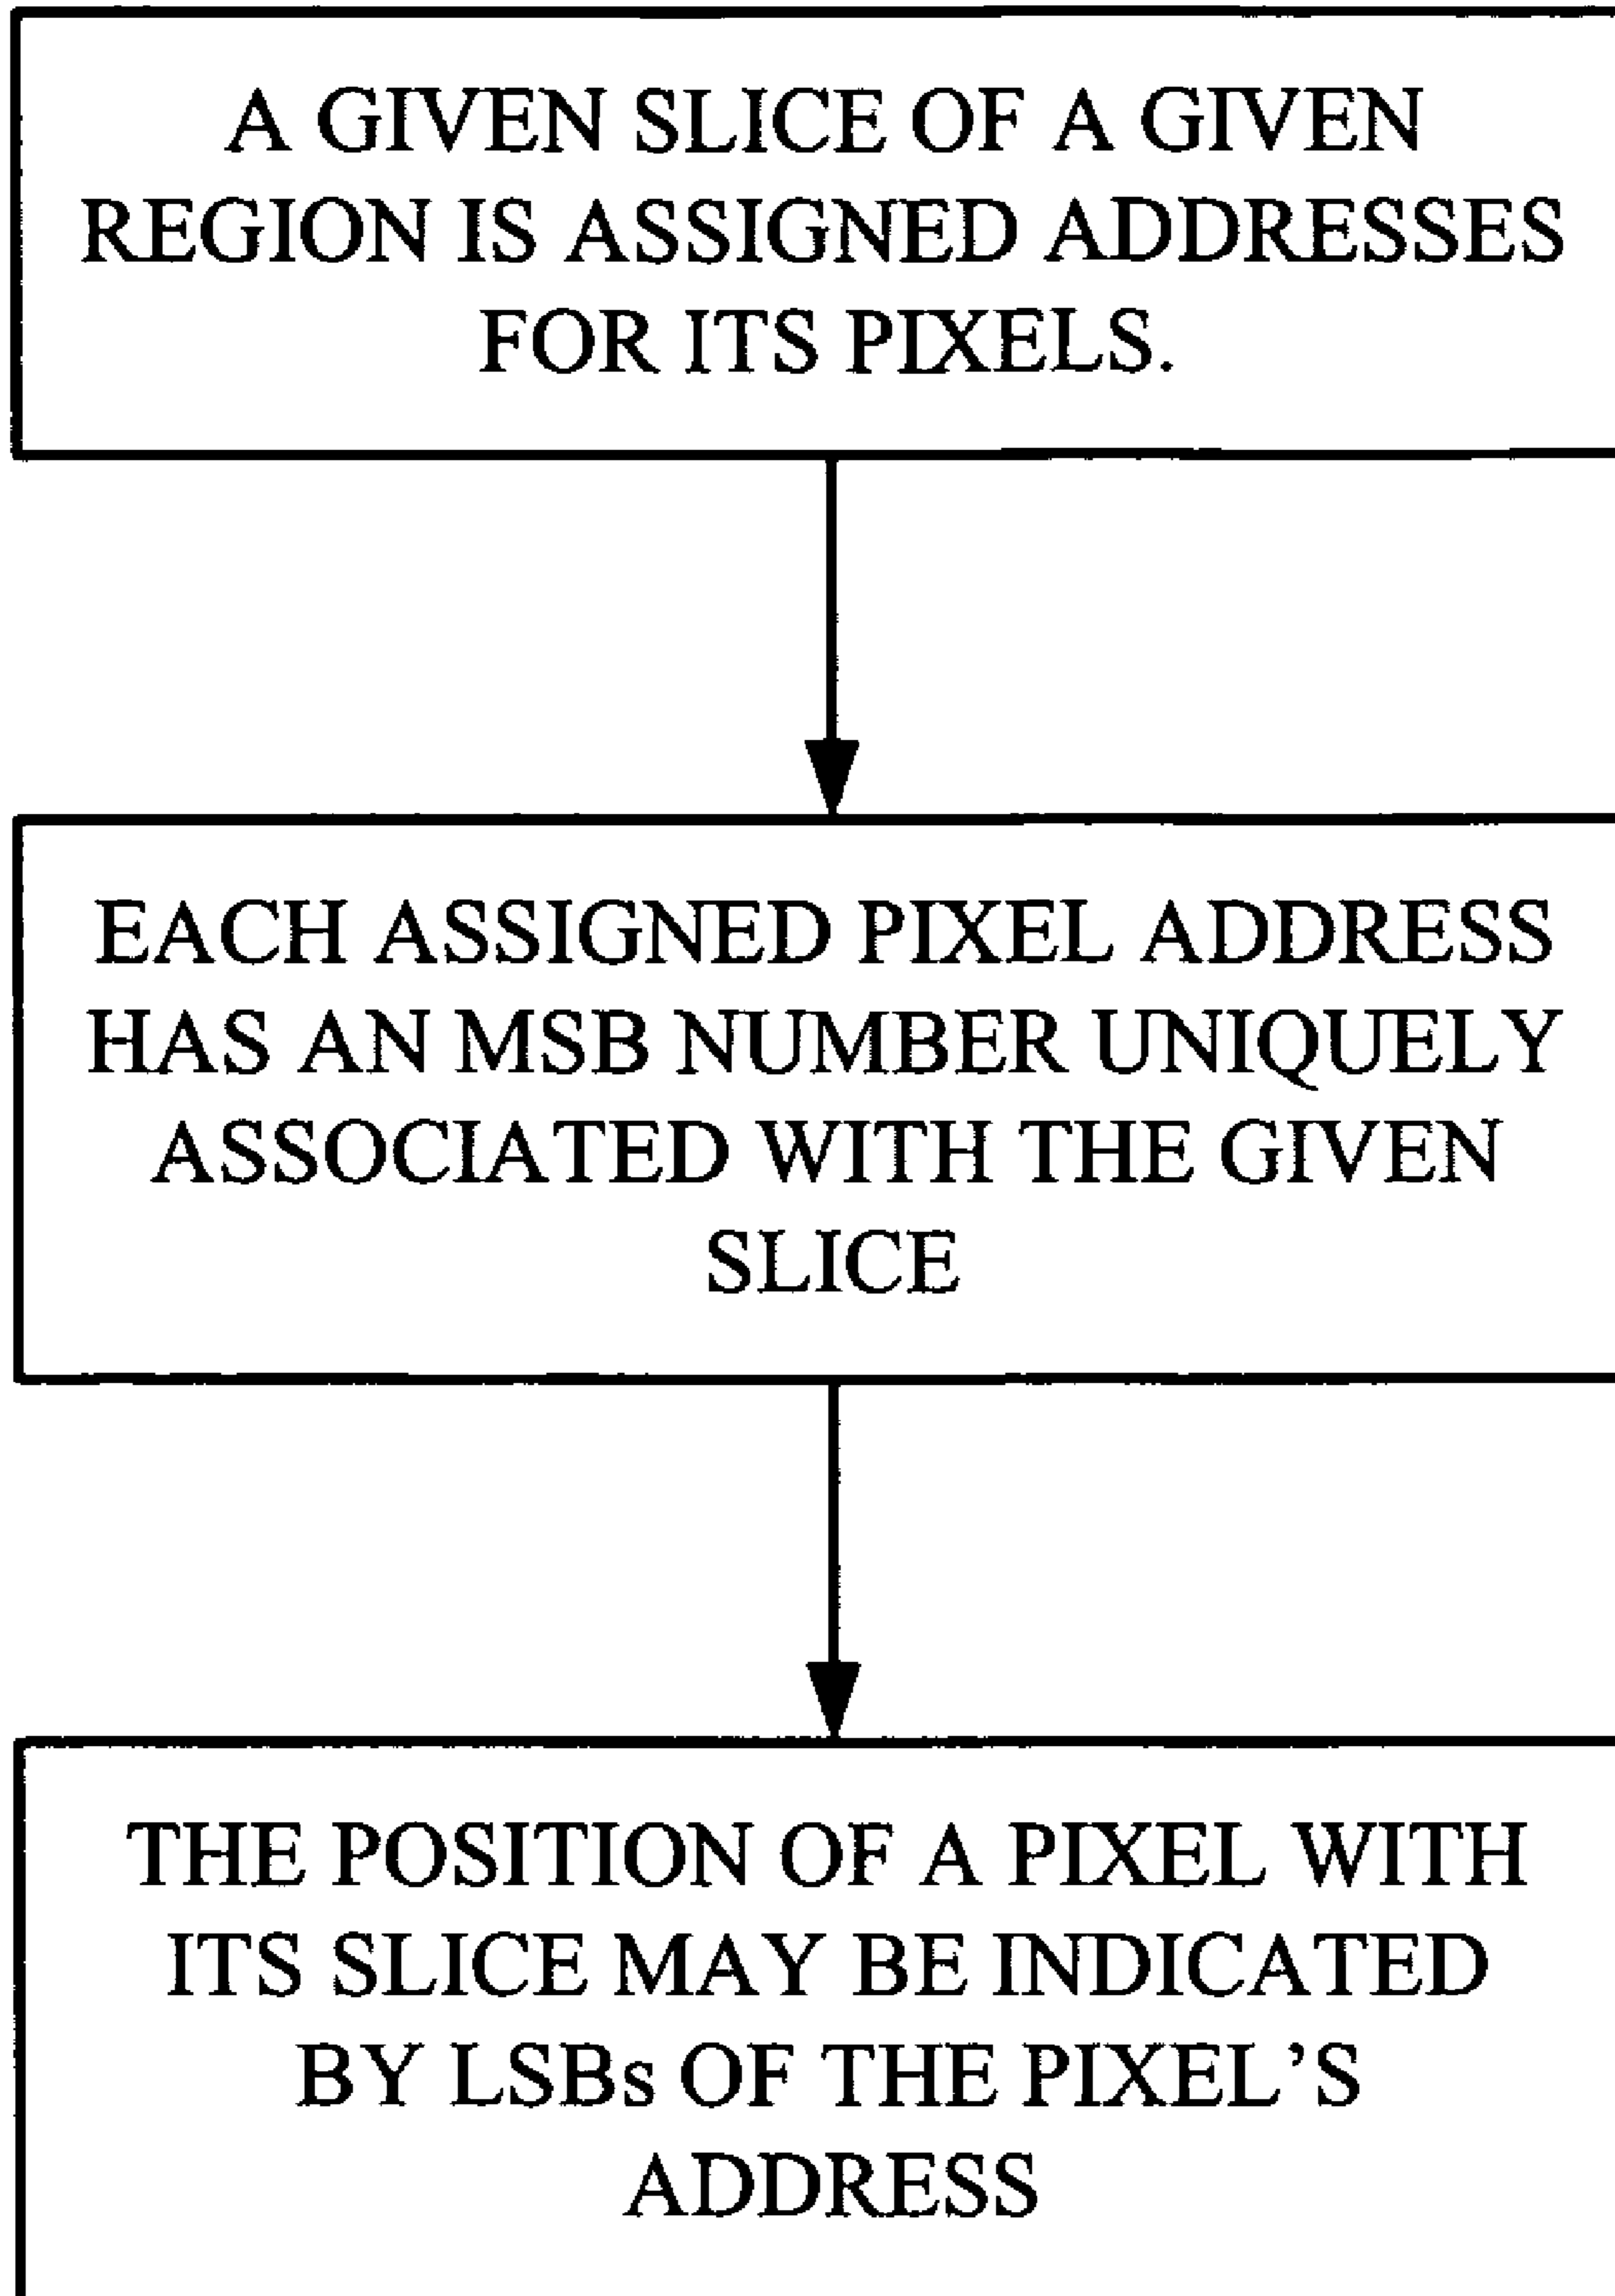 A GIVEN SLICE OF A GIVEN
REGION IS ASSIGNED ADDRESSES
FOR ITS PIXELS.
EACH ASSIGNED PIXEL ADDRESS
HAS AN MSB NUMBER UNIQUELY
ASSOCIATED WITH THE GIVEN
SLICE
THE POSITION OF A PIXEL WITH
ITS SLICE MAY BE INDICATED
BY LSBs OF THE PIXEL’S
ADDRESS